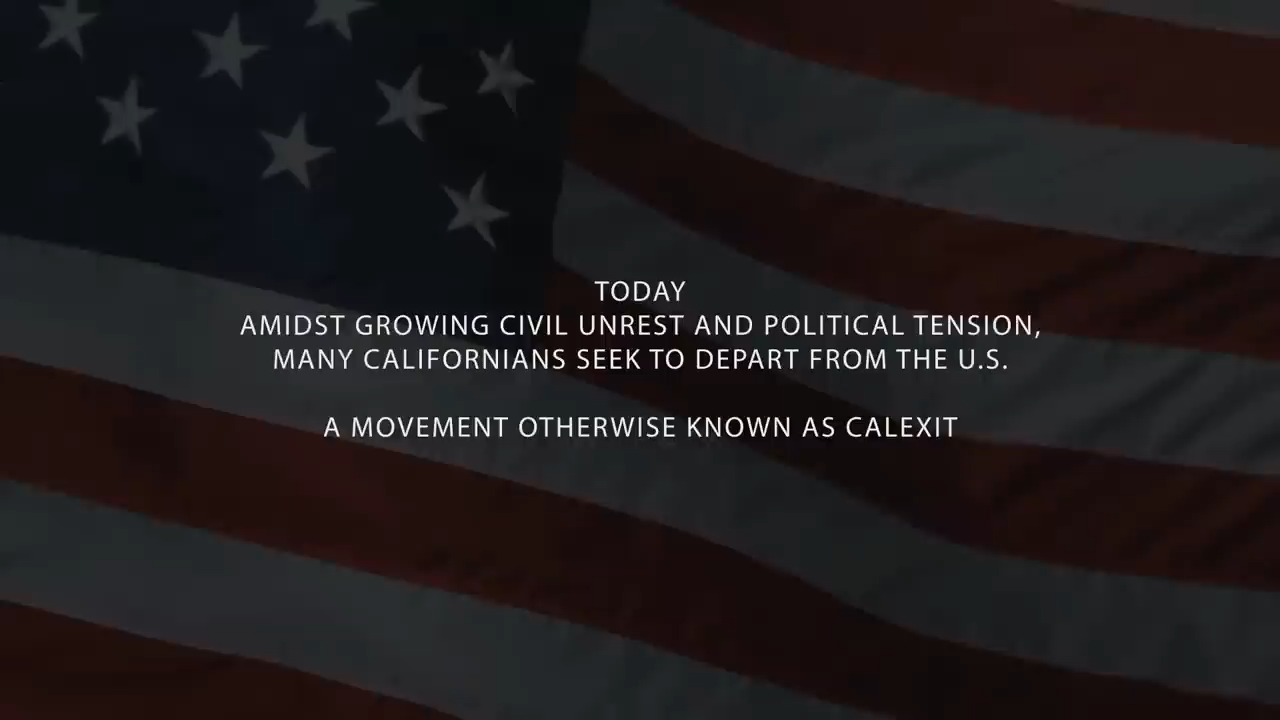 TODAY
AMIDST GROWING CIVIL UNREST AND POLITICAL TENSION,
MANY CALIFORNIANS SEEK TO DEPART FROM THE U.S.
A MOVEMENT OTHERWISE KNOWN AS CALEXIT